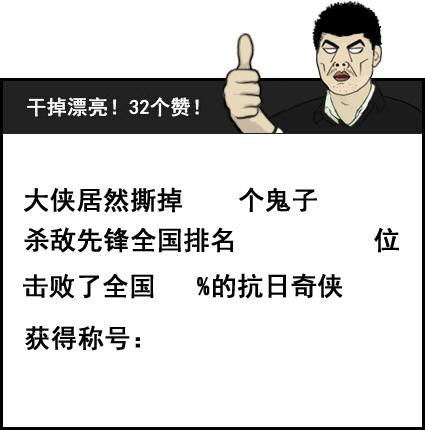 干掉漂亮！32个赞！
大侠居然撕掉 个鬼子
杀敌先锋全国排名 位
击败了全国 %的抗日奇侠
获得称号：